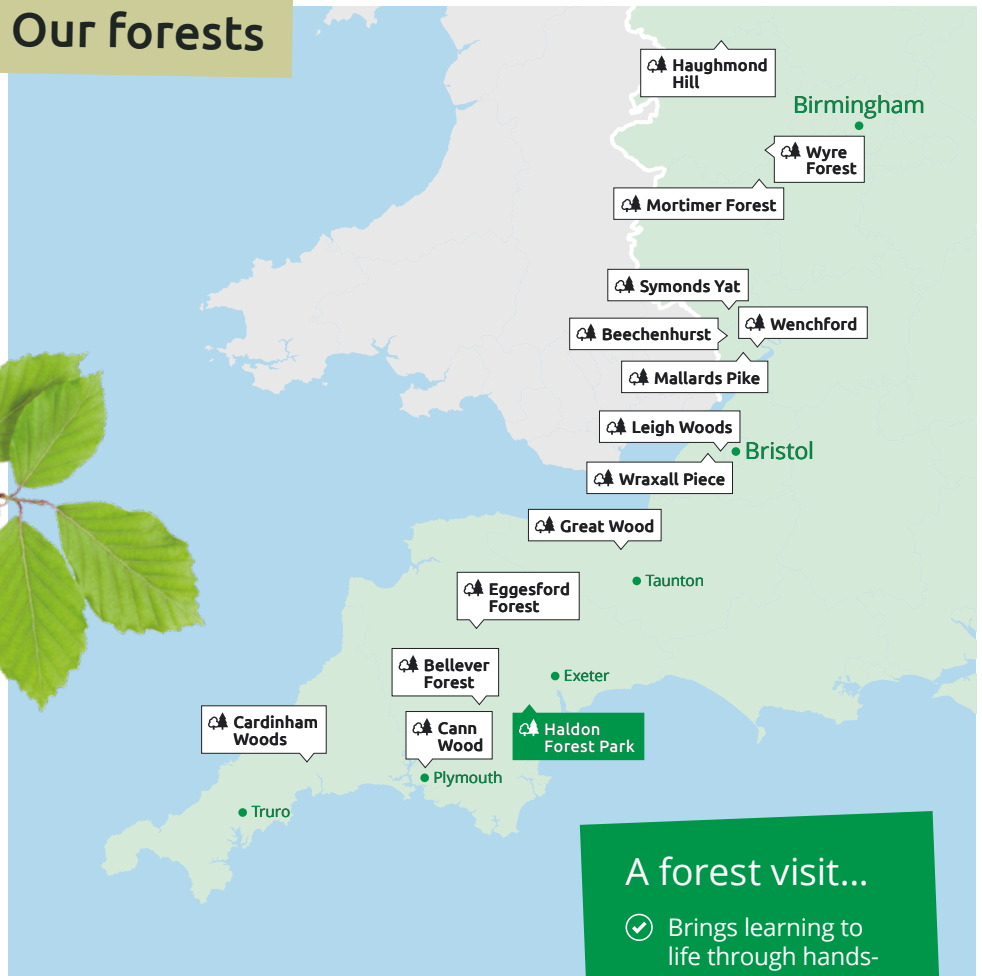 Our forests
Haughmond
Hill
Birmingham
Wyre
Forest
Mortimer Forest
Symonds Yat
Wenchford
Beechenhurst
Mallards Pike
Leigh Woods
Bristol
Wraxall Piece
Great Wood
Taunton
Eggesford
Forest
Bellever
Forest
Exeter
Cardinham
Woods
Cann
Wood
Haldon
Forest Park
Plymouth
Truro
A forest visit...
Brings learning to
life through hands-